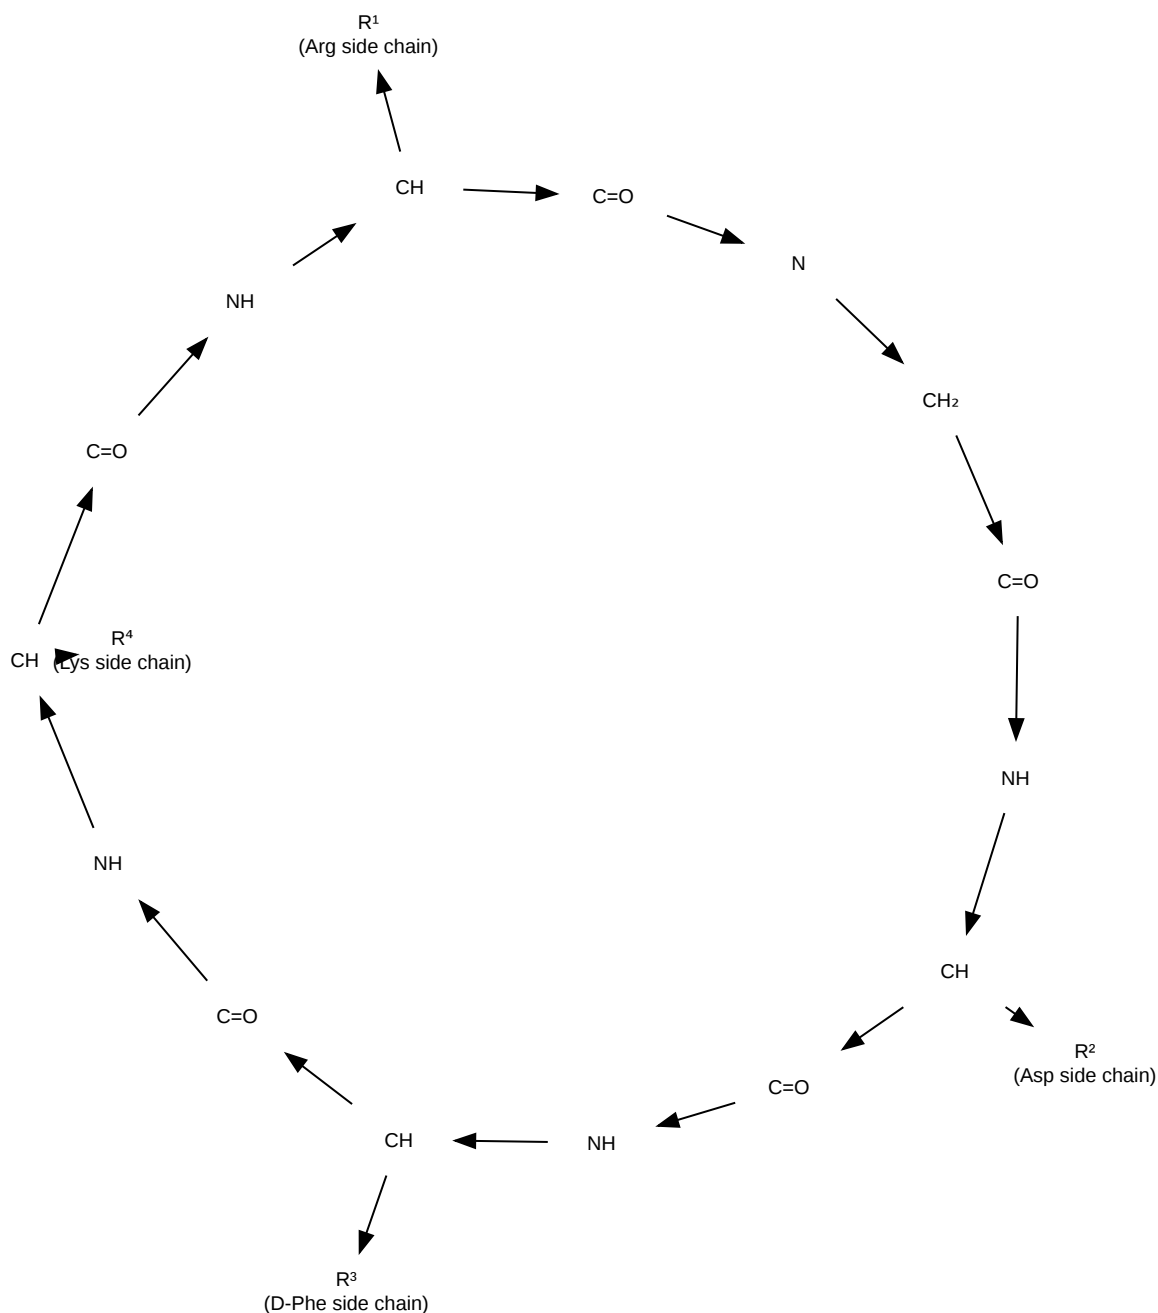 R¹
(Arg side chain)
CH
C=O
N
NH
CH₂
C=O
C=O
R⁴
CH
(Lys side chain)
NH
NH
CH
C=O
R²
(Asp side chain)
C=O
CH
NH
R³
(D-Phe side chain)